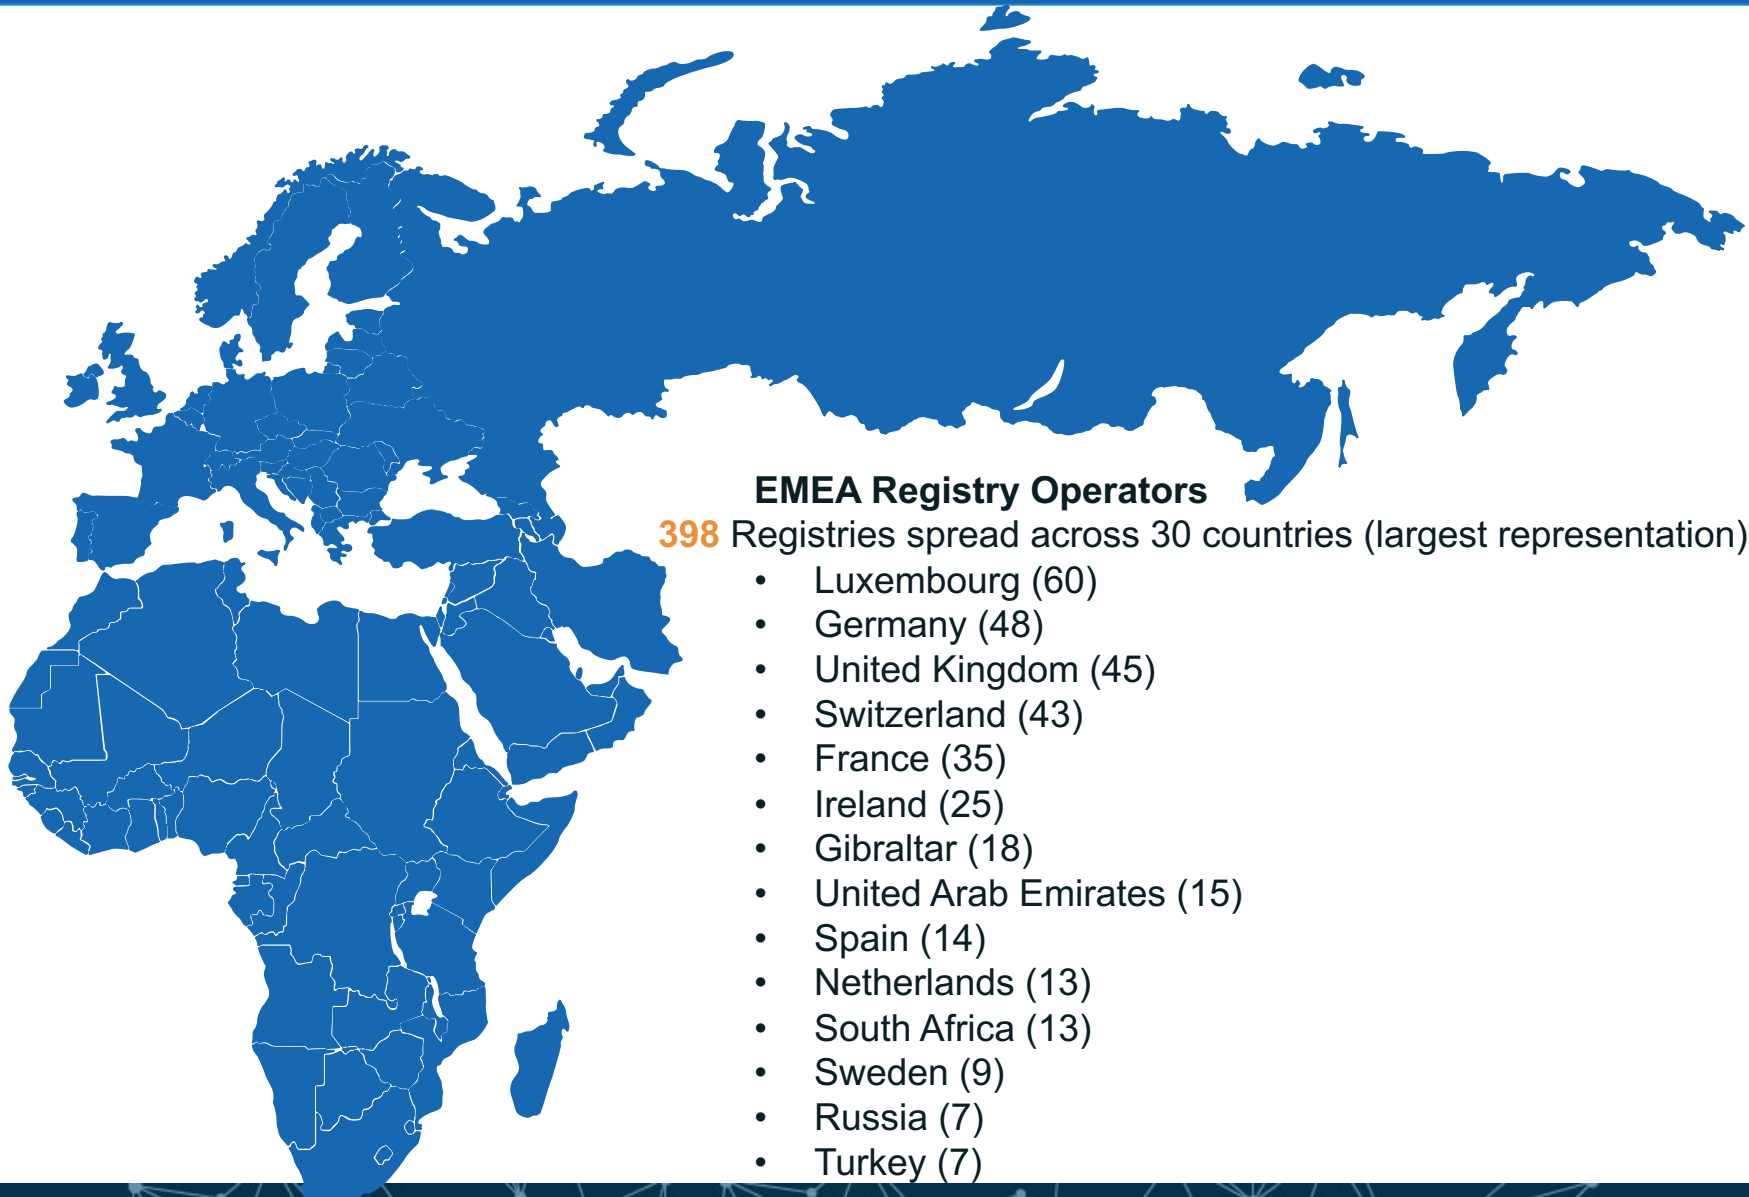 EMEA Registry Operators
398 Registries spread across 30 countries (largest representation)
• Luxembourg (60)
• Germany (48)
• United Kingdom (45)
• Switzerland (43)
• France (35)
• Ireland (25)
• Gibraltar (18)
• United Arab Emirates (15)
• Spain (14)
• Netherlands (13)
• South Africa (13)
• Sweden (9)
• Russia (7)
• Turkey (7)